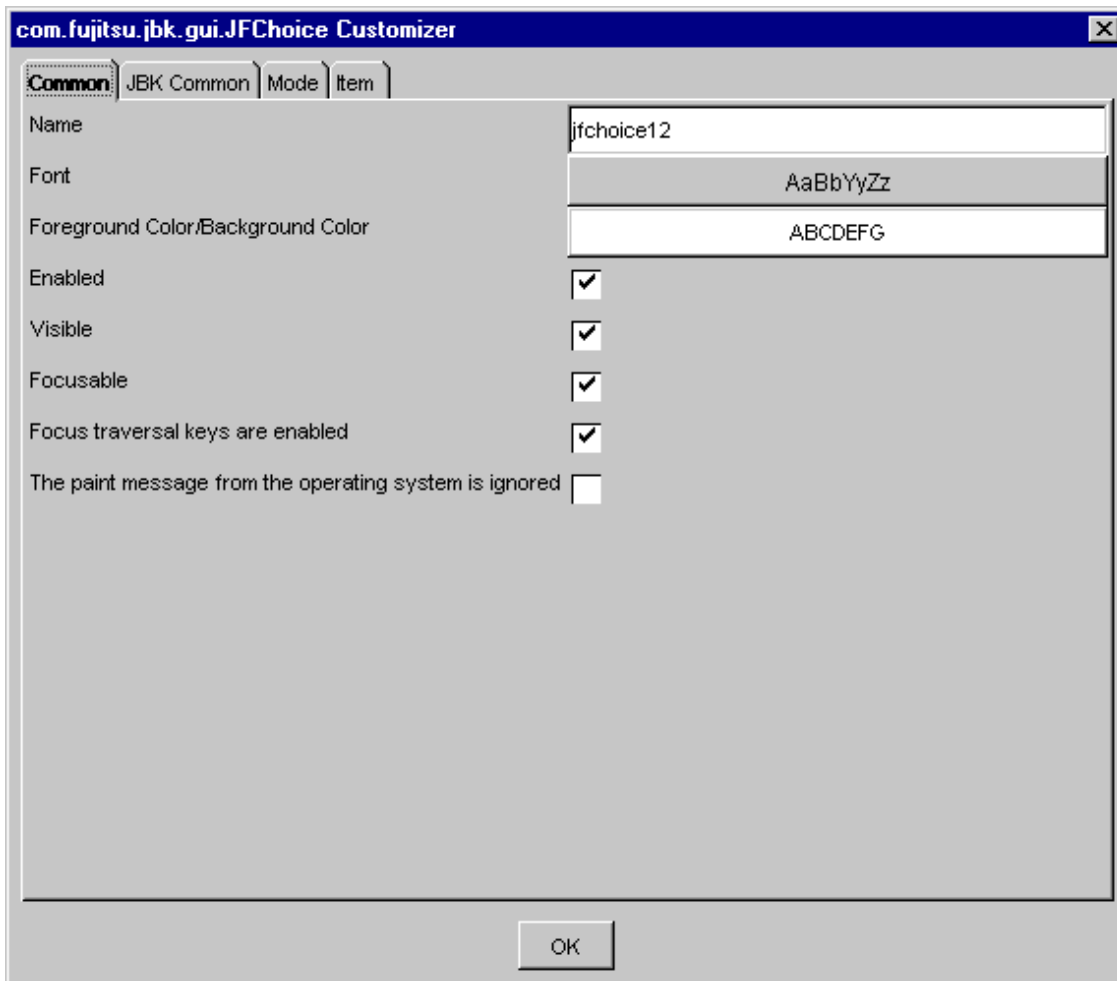 com.fujitsu.jbk.gui.JFChoice Customizer
Common JBK Common Mode Item
Name jfchoice12
Font AaBbYyZz
Foreground Color/Background Color ABCDEFG
Enabled
Visible
Focusable
Focus traversal keys are enabled
The paint message from the operating system is ignored
OK